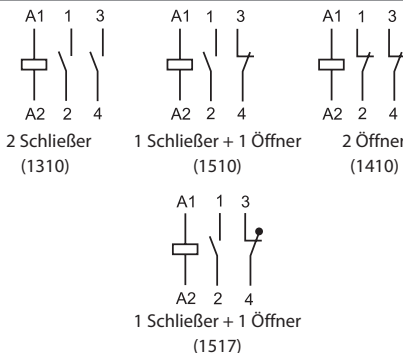 A1 1 3 A1 1 3 A1 1 3
A2 2 4 A2 2 4 A2 2 4
2 Schließer 1 Schließer + 1 Öffner 2 Öffner
(1310) (1510) (1410)
A1 1 3
A2 2 4
1 Schließer + 1 Öffner
(1517)